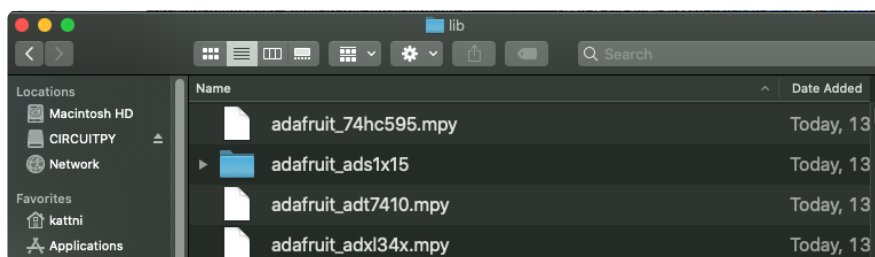 lib
Search
Locations
Macintosh HD
CIRCUITPY
Network
Favorites
kattni
Applications
Name Date Added
adafruit_74hc595.mpy Today, 13
adafruit_ads1x15 Today, 13
adafruit_adt7410.mpy Today, 13
adafruit_adxl34x.mpy Today, 13